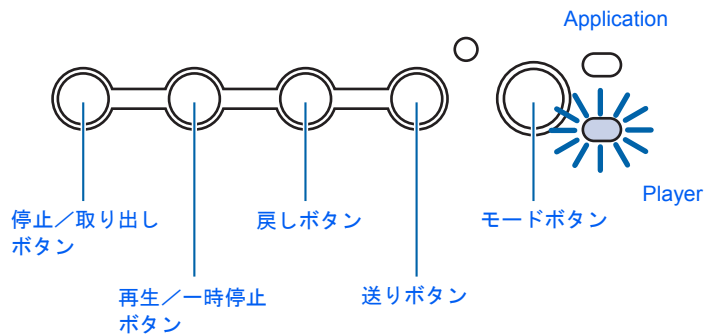 Application
Player
停止／取り出し
ボタン
再生／一時停止
ボタン
戻しボタン
送りボタン
モードボタン